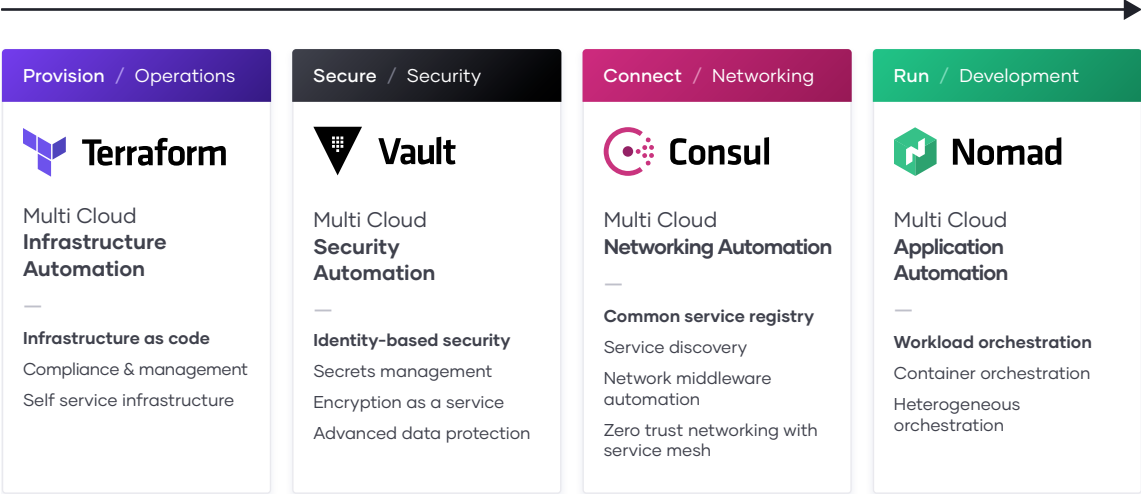 Provision / Operations
Terraform
Multi Cloud
Infrastructure
Automation
Infrastructure as code
Compliance & management
Self service infrastructure
Secure / Security
Vault
Multi Cloud
Security
Automation
Identity-based security
Secrets management
Encryption as a service
Advanced data protection
Connect / Networking
Consul
Multi Cloud
Networking Automation
Common service registry
Service discovery
Network middleware
automation
Zero trust networking with
service mesh
Run / Development
Nomad
Multi Cloud
Application
Automation
Workload orchestration
Container orchestration
Heterogeneous
orchestration